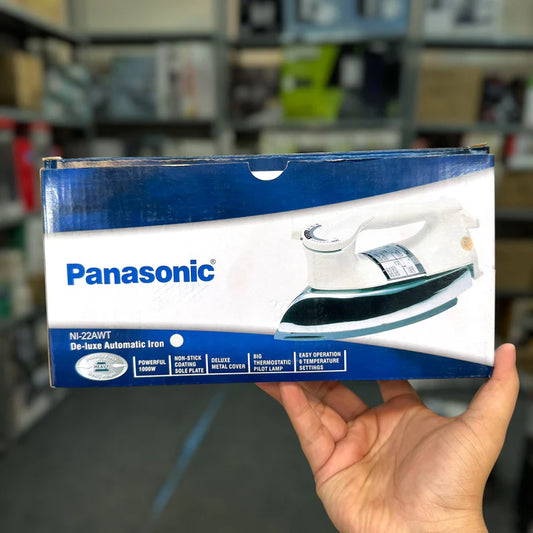 Panasonic®
NI-22AWT
De-luxe Automatic Iron
POWERFUL
1000W
NON-STICK
COATING
SOLE PLATE
DELUXE
METAL COVER
BIG
THERMOSTATIC
PILOT LAMP
EASY OPERATION
6 TEMPERATURE
SETTINGS